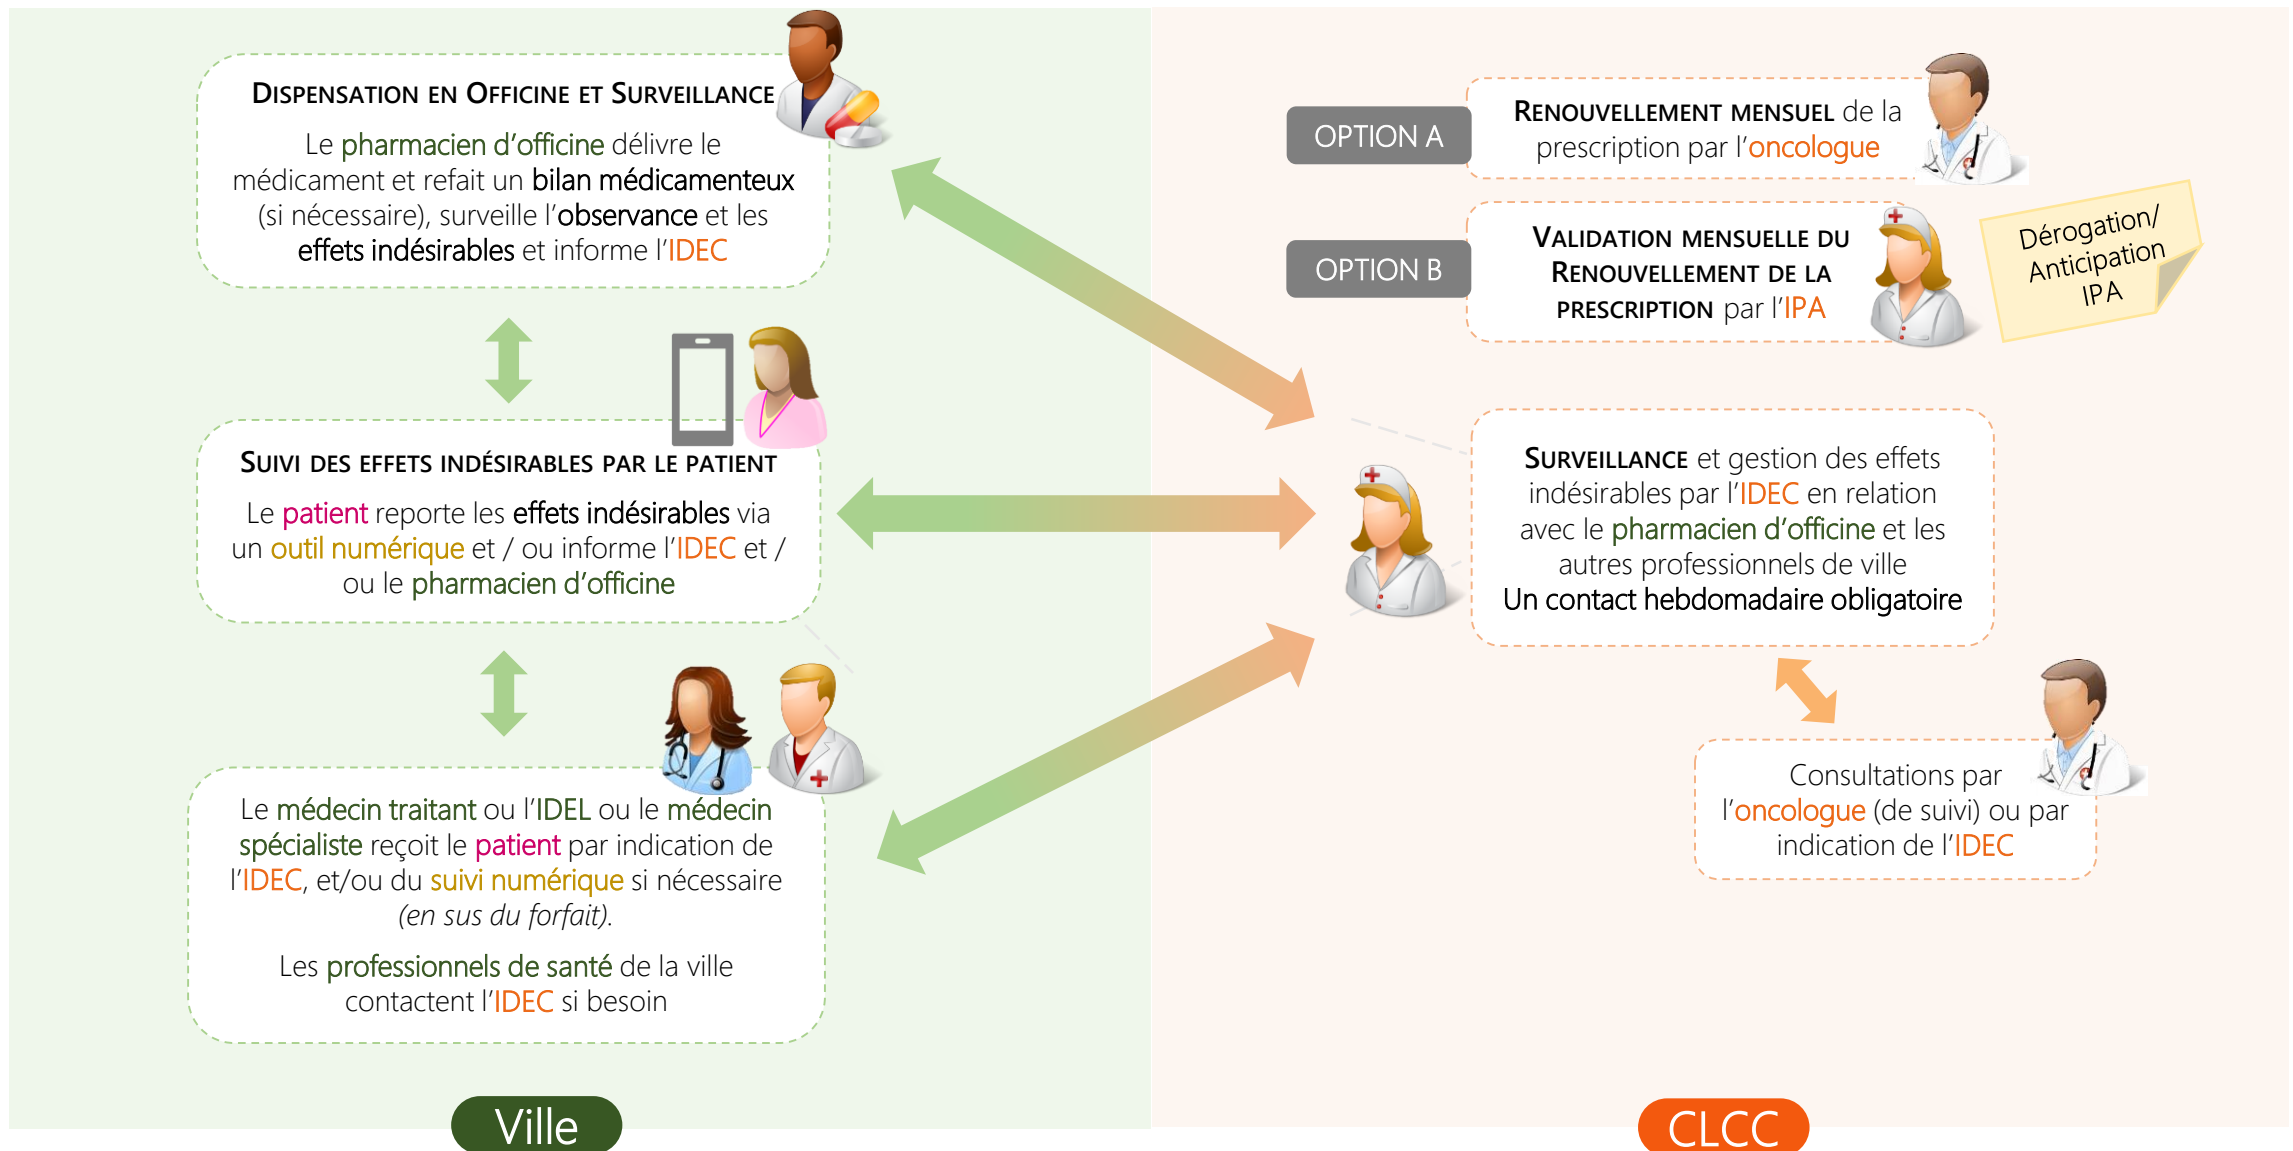 DISPENSATION EN OFFICINE ET SURVEILLANCE
Le pharmacien d’officine délivre le
médicament et refait un bilan médicamenteux
(si nécessaire), surveille l’observance et les
effets indésirables et informe l’IDEC
SUIVI DES EFFETS INDÉSIRABLES PAR LE PATIENT
Le patient reporte les effets indésirables via
un outil numérique et / ou informe l’IDEC et /
ou le pharmacien d’officine
Le médecin traitant ou l’IDEL ou le médecin
spécialiste reçoit le patient par indication de
l’IDEC, et/ou du suivi numérique si nécessaire
(en sus du forfait).
Les professionnels de santé de la ville
contactent l’IDEC si besoin
Ville
OPTION A
RENOUVELLEMENT MENSUEL de la
prescription par l’oncologue
OPTION B
VALIDATION MENSUELLE DU
RENOUVELLEMENT DE LA
PRESCRIPTION par l’IPA
Dérogation/
Anticipation
IPA
SURVEILLANCE et gestion des effets
indésirables par l’IDEC en relation
avec le pharmacien d’officine et les
autres professionnels de ville
Un contact hebdomadaire obligatoire
Consultations par
l’oncologue (de suivi) ou par
indication de l’IDEC
CLCC